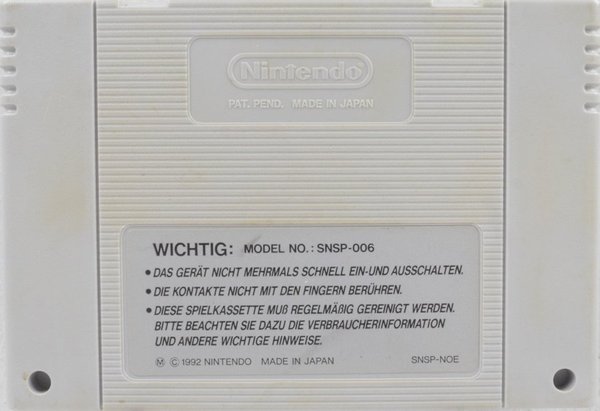 Nintendo
PAT. PEND. MADE IN JAPAN
WICHTIG: MODEL NO.: SNSP-006
• DAS GERÄT NICHT MEHRMALS SCHNELL EIN-UND AUSSCHALTEN.
• DIE KONTAKTE NICHT MIT DEN FINGERN BERÜHREN.
• DIESE SPIELKASSETTE MUß REGELMÄßIG GEREINIGT WERDEN.
BITTE BEACHTEN SIE DAZU DIE VERBRAUCHERINFORMATION
UND ANDERE WICHTIGE HINWEISE.
Ⓜ © 1992 NINTENDO MADE IN JAPAN SNSP-NOE